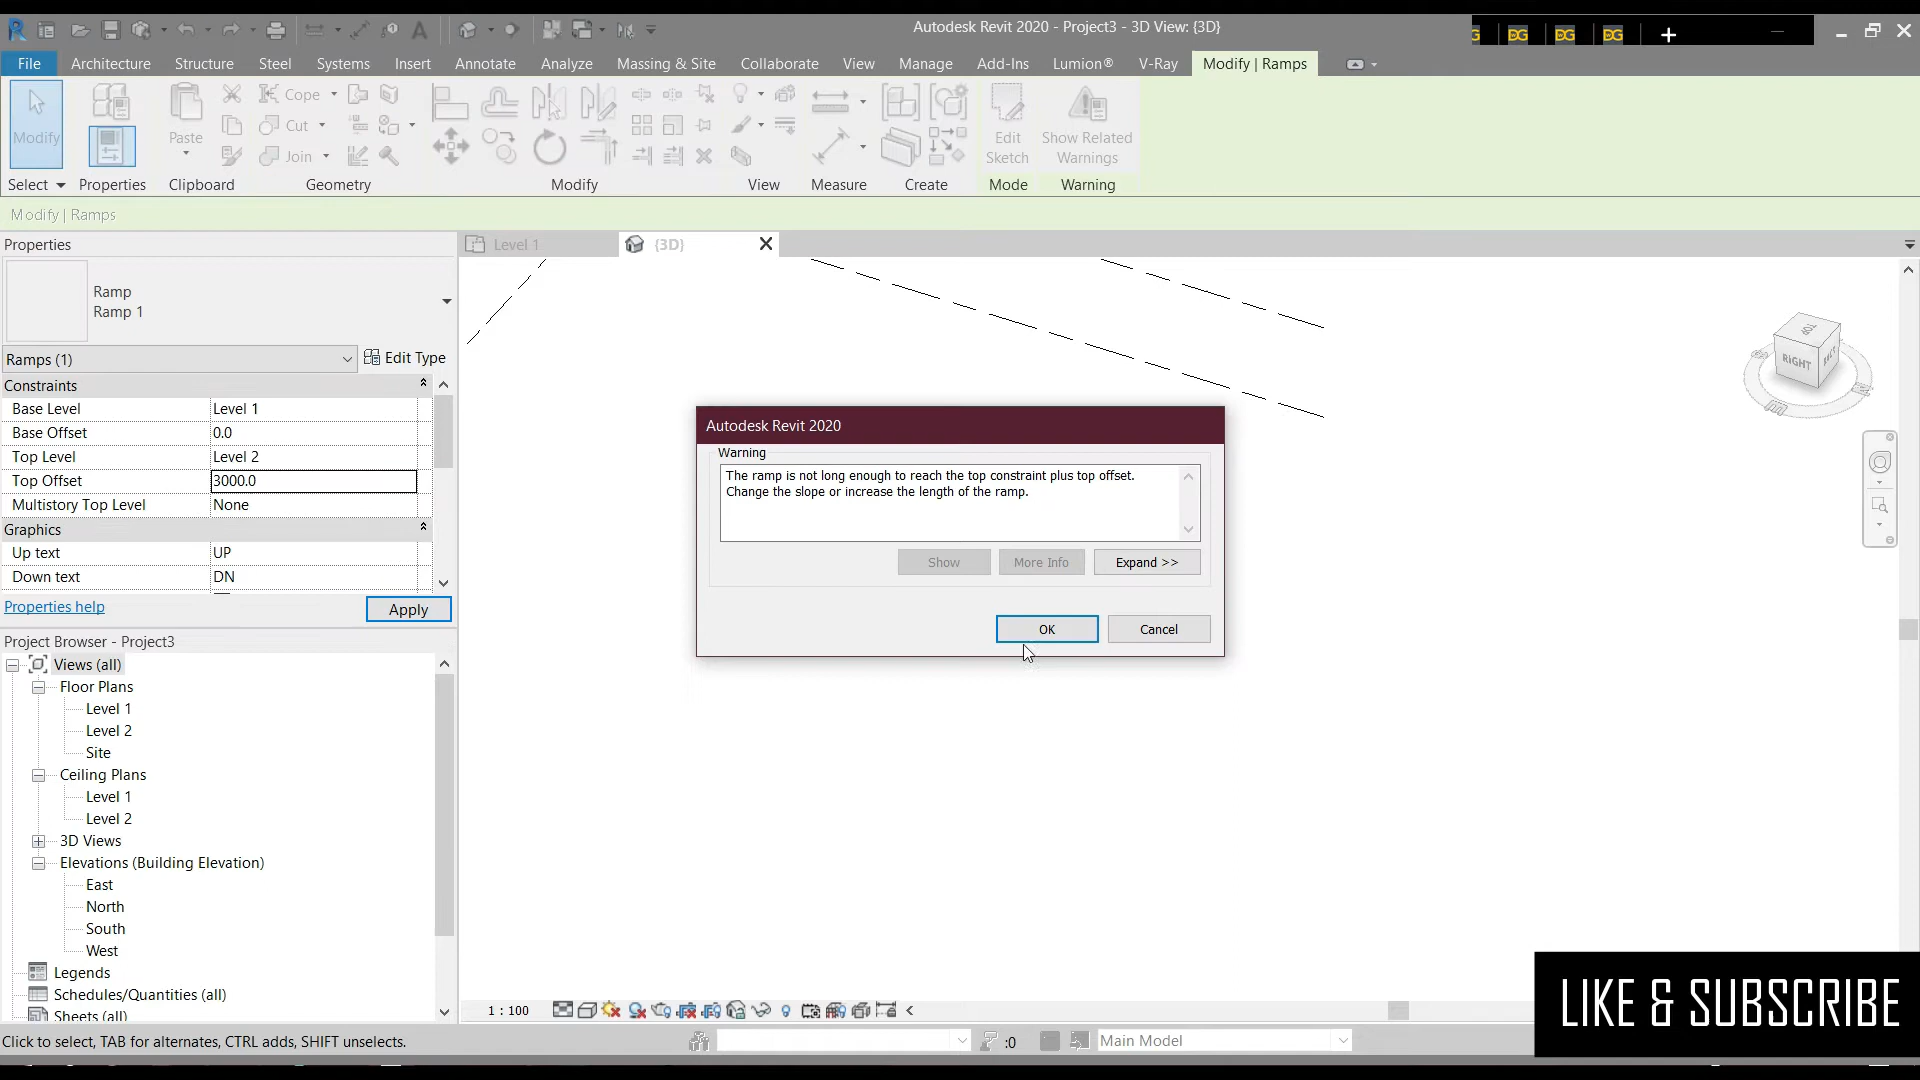 Autodesk Revit 2020 - Project3 - 3D View: {3D}
File Architecture Structure Steel Systems Insert Annotate Analyze Massing & Site Collaborate View Manage Add-Ins Lumion® V-Ray Modify | Ramps
Modify
Paste
Cope
Cut
Join
Edit Sketch
Show Related Warnings
Select Properties Clipboard Geometry Modify View Measure Create Mode Warning
Modify | Ramps
Properties
Level 1
{3D}
Ramp
Ramp 1
Ramps (1)
Edit Type
Constraints
Base Level Level 1
Base Offset 0.0
Top Level Level 2
Top Offset 3000.0
Multistory Top Level None
Graphics
Up text UP
Down text DN
Properties help
Apply
Autodesk Revit 2020
Warning
The ramp is not long enough to reach the top constraint plus top offset.
Change the slope or increase the length of the ramp.
Show
More Info
Expand >>
OK
Cancel
RIGHT
TOP
Project Browser - Project3
Views (all)
Floor Plans
Level 1
Level 2
Site
Ceiling Plans
Level 1
Level 2
3D Views
Elevations (Building Elevation)
East
North
South
West
Legends
Schedules/Quantities (all)
Sheets (all)
1 : 100
LIKE & SUBSCRIBE
Click to select, TAB for alternates, CTRL adds, SHIFT unselects.
:0
Main Model